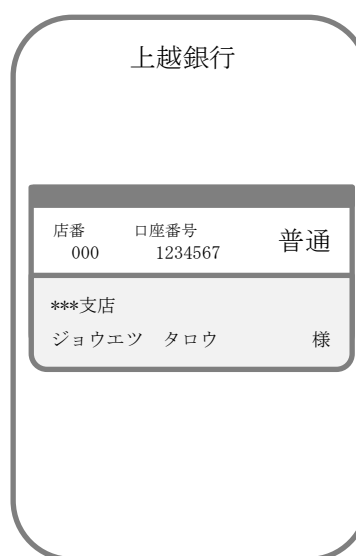 上越銀行
店番 口座番号 普通
000 1234567
***支店
ジョウエツ タロウ 様